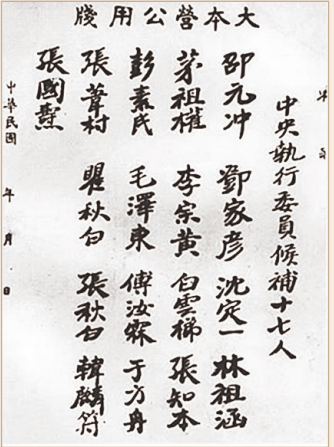 大本營公用牋
中央執行委員候補十七人
邵元冲 鄧家彥 沈定一 林祖涵
茅祖權 李宗黃 白雲梯 張知本
彭素民 毛澤東 傅汝霖 于方舟
張葦村 瞿秋白 張秋白 韓麟符
張國燾
中華民國 年 月 日